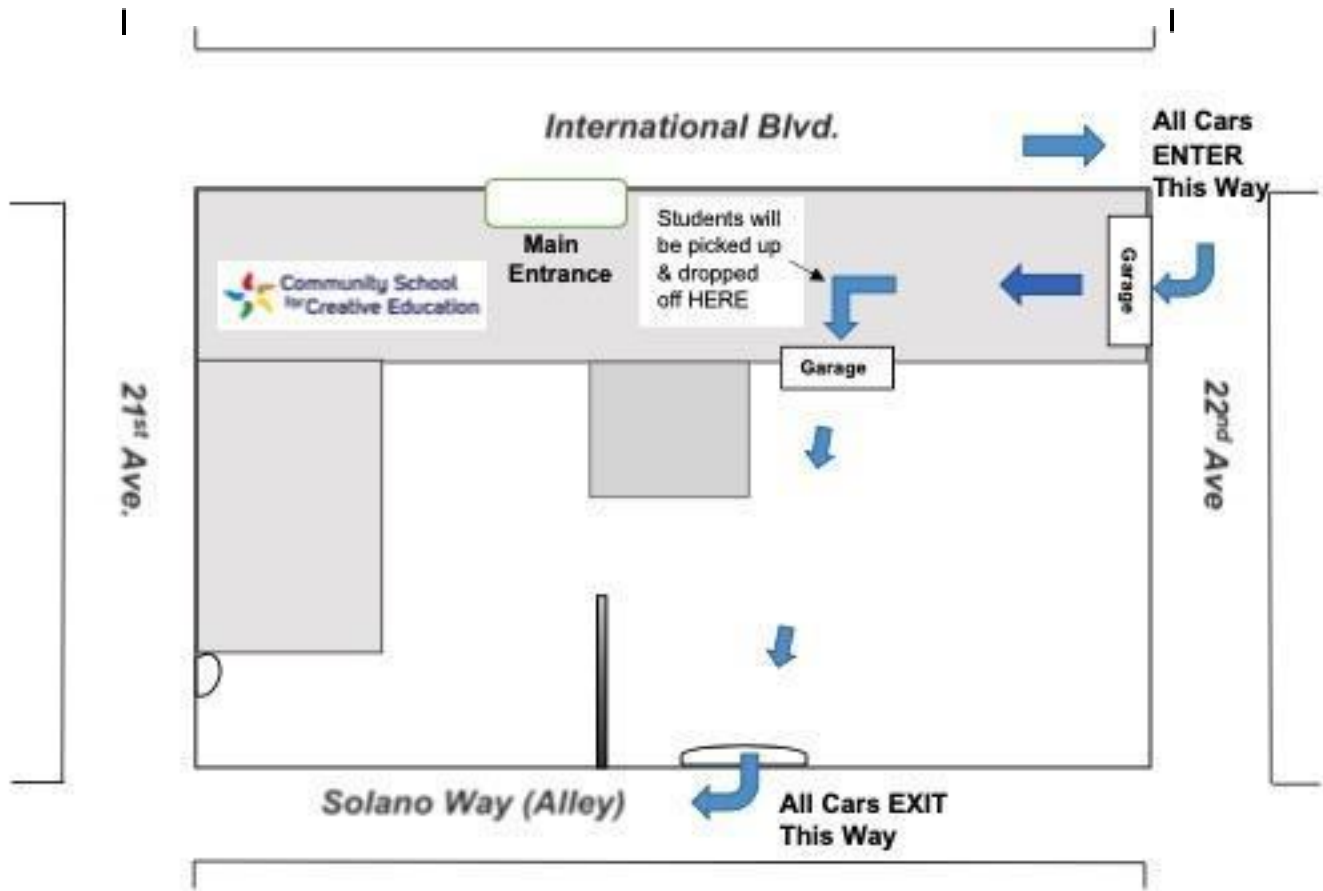 International Blvd.
All Cars
ENTER
This Way
Main
Entrance
Students will
be picked up
& dropped
off HERE
Garage
Community School
for Creative Education
Garage
21st Ave.
22nd Ave
Solano Way (Alley)
All Cars EXIT
This Way